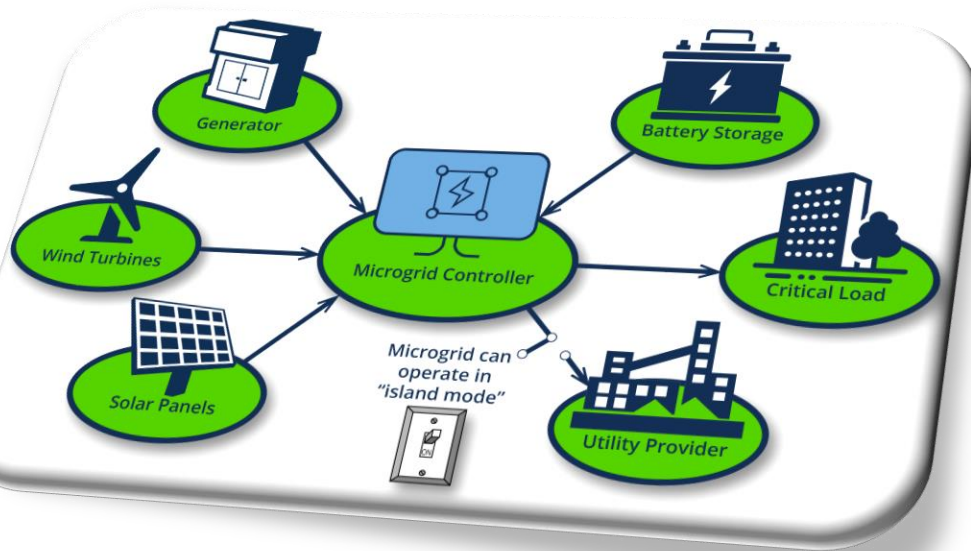 Generator
Battery Storage
Wind Turbines
Microgrid Controller
Critical Load
Solar Panels
Microgrid can
operate in
"island mode"
Utility Provider
ON